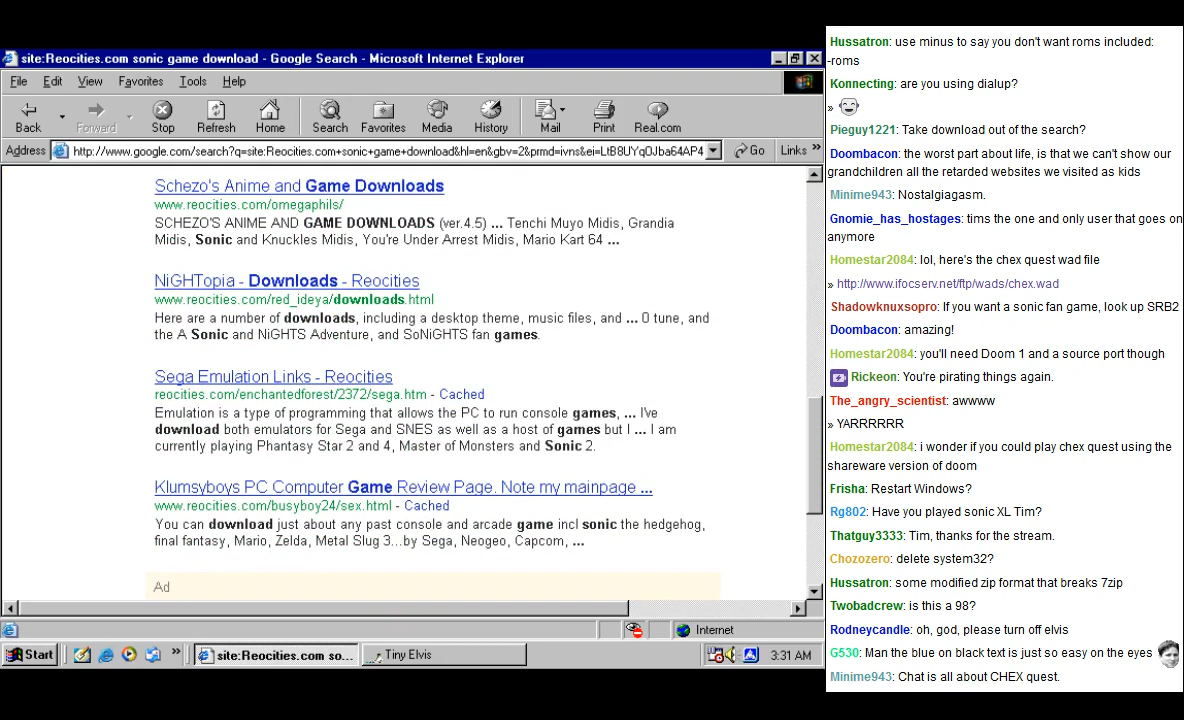 site:Reocities.com sonic game download - Google Search - Microsoft Internet Explorer
File Edit View Favorites Tools Help
Back Forward Stop Refresh Home Search Favorites Media History Mail Print Real.com
Address http://www.google.com/search?q=site:Reocities.com+sonic+game+download&hl=en&gbv=2&prmd=ivns&ei=LtB8UYq0Jba64AP4 Go Links »
Schezo's Anime and Game Downloads
www.reocities.com/omegaphils/
SCHEZO'S ANIME AND GAME DOWNLOADS (ver.4.5) ... Tenchi Muyo Midis, Grandia
Midis, Sonic and Knuckles Midis, You're Under Arrest Midis, Mario Kart 64 ...
NiGHTopia - Downloads - Reocities
www.reocities.com/red_ideya/downloads.html
Here are a number of downloads, including a desktop theme, music files, and ... 0 tune, and
the A Sonic and NiGHTS Adventure, and SoNiGHTS fan games.
Sega Emulation Links - Reocities
reocities.com/enchantedforest/2372/sega.htm - Cached
Emulation is a type of programming that allows the PC to run console games, ... I've
download both emulators for Sega and SNES as well as a host of games but I ... I am
currently playing Phantasy Star 2 and 4, Master of Monsters and Sonic 2.
Klumsyboys PC Computer Game Review Page. Note my mainpage ...
www.reocities.com/busyboy24/sex.html - Cached
You can download just about any past console and arcade game incl sonic the hedgehog,
final fantasy, Mario, Zelda, Metal Slug 3...by Sega, Neogeo, Capcom, ...
Ad
Internet
Start » site:Reocities.com so... Tiny Elvis 3:31 AM
Hussatron: use minus to say you don't want roms included:
-roms
Konnecting: are you using dialup?
»
Pieguy1221: Take download out of the search?
Doombacon: the worst part about life, is that we can't show our
grandchildren all the retarded websites we visited as kids
Minime943: Nostalgiagasm.
Gnomie_has_hostages: tims the one and only user that goes on
anymore
Homestar2084: lol, here's the chex quest wad file
» http://www.ifocserv.net/ftp/wads/chex.wad
Shadowknuxsopro: If you want a sonic fan game, look up SRB2
Doombacon: amazing!
Homestar2084: you'll need Doom 1 and a source port though
Rickeon: You're pirating things again.
The_angry_scientist: awwww
» YARRRRRR
Homestar2084: i wonder if you could play chex quest using the
shareware version of doom
Frisha: Restart Windows?
Rg802: Have you played sonic XL Tim?
Thatguy3333: Tim, thanks for the stream.
Chozozero: delete system32?
Hussatron: some modified zip format that breaks 7zip
Twobadcrew: is this a 98?
Rodneycandle: oh, god, please turn off elvis
G530: Man the blue on black text is just so easy on the eyes
Minime943: Chat is all about CHEX quest.